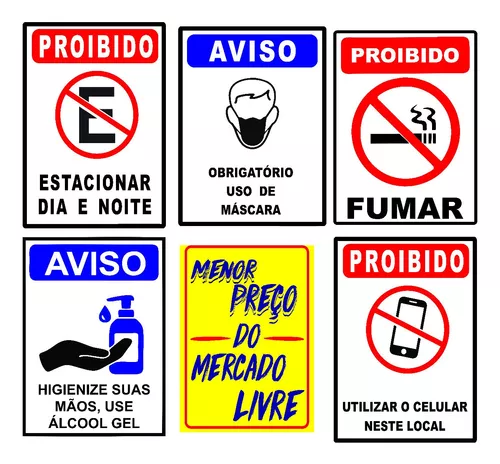 PROIBIDO
E
ESTACIONAR
DIA E NOITE
AVISO
OBRIGATÓRIO
USO DE
MÁSCARA
PROIBIDO
FUMAR
AVISO
HIGIENIZE SUAS
MÃOS, USE
ÁLCOOL GEL
MENOR
PREÇO
DO
MERCADO
LIVRE
PROIBIDO
UTILIZAR O CELULAR
NESTE LOCAL